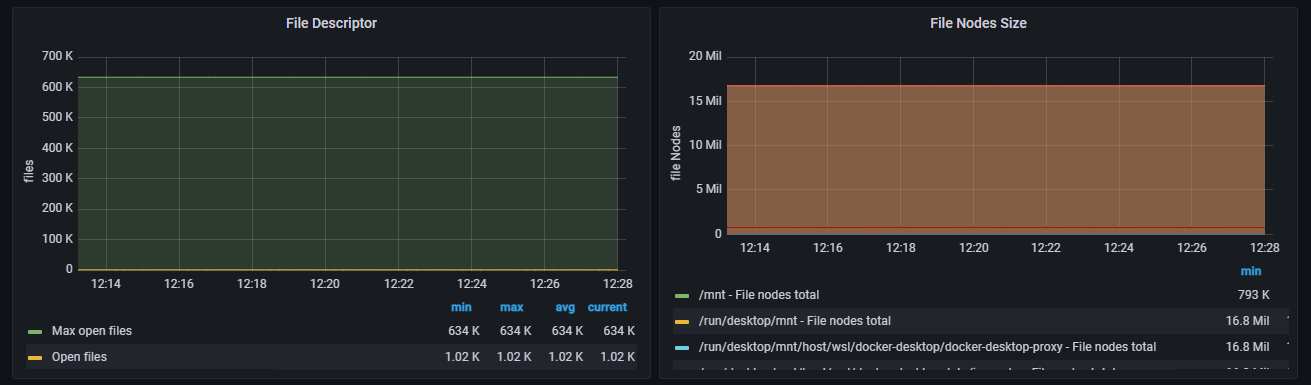 File Descriptor
700 K
600 K
500 K
400 K
300 K
200 K
100 K
0
files
12:14 12:16 12:18 12:20 12:22 12:24 12:26 12:28
min max avg current
Max open files 634 K 634 K 634 K 634 K
Open files 1.02 K 1.02 K 1.02 K 1.02 K
File Nodes Size
20 Mil
15 Mil
10 Mil
5 Mil
0
file Nodes
12:14 12:16 12:18 12:20 12:22 12:24 12:26 12:28
min
/mnt - File nodes total 793 K
/run/desktop/mnt - File nodes total 16.8 Mil
/run/desktop/mnt/host/wsl/docker-desktop/docker-desktop-proxy - File nodes total 16.8 Mil